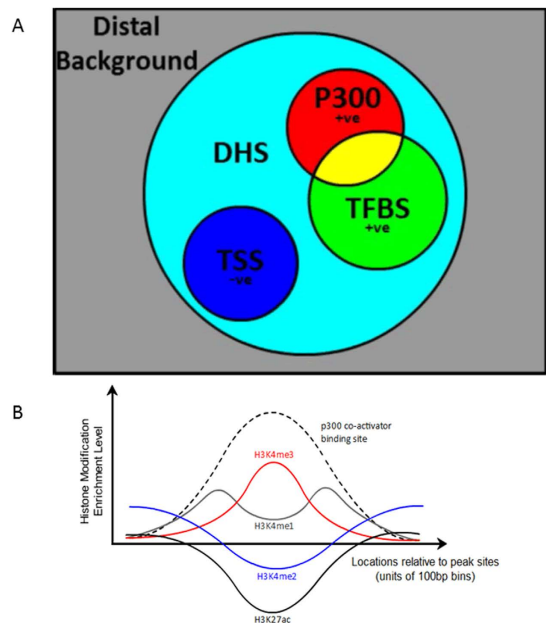 A
Distal
Background
DHS
P300
+ve
TFBS
+ve
TSS
-ve
B
Histone Modification
Enrichment Level
p300 co-activator
binding site
H3K4me3
H3K4me1
H3K4me2
H3K27ac
Locations relative to peak sites
(units of 100bp bins)